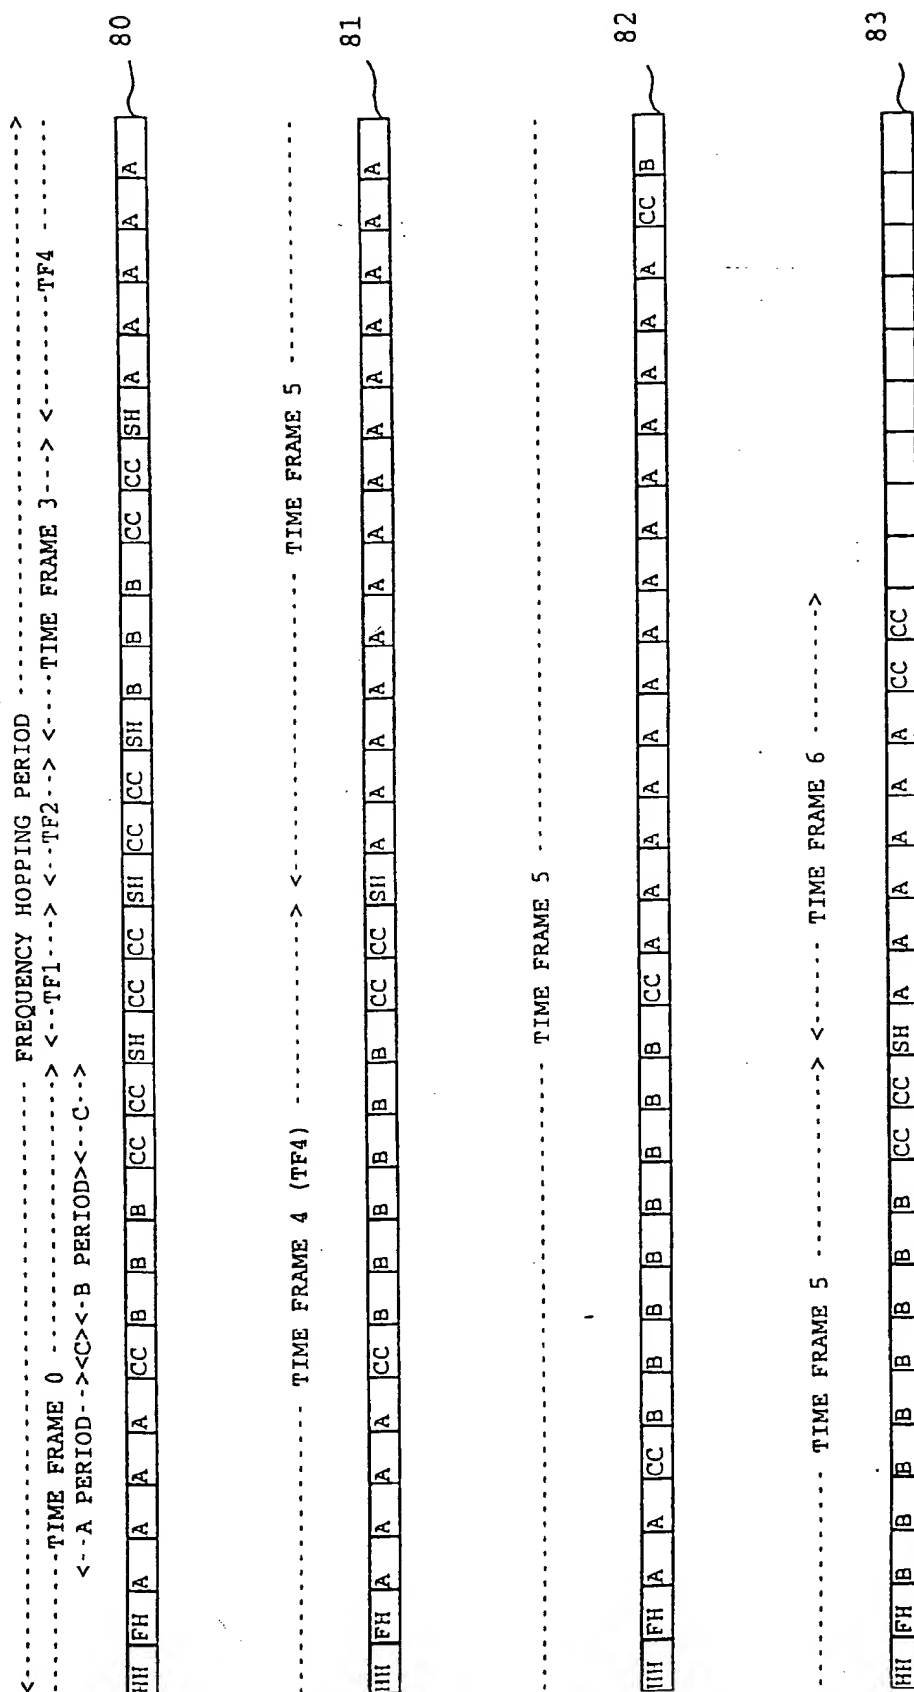 <------------------ FREQUENCY HOPPING PERIOD ------------------>
-----TIME FRAME 0 --------------> <--TF1---> <--TF2--> <----TIME FRAME 3---> <-------TF4 -------
<--A PERIOD--><C><-B PERIOD><--C-->
HH FH A A A A CC B B B CC CC SH CC CC SH CC CC SH B B B CC CC SH A A A A A 80
------------- TIME FRAME 4 (TF4) ------------> <------------- TIME FRAME 5 -------------
HH FH A A A A CC B B B B B B CC CC SH A A A A A A A A A A A A A A 81
----------------------- TIME FRAME 5 -----------------------
HH FH A A CC B B B B B B B B CC A A A A A A A A A A A A A A CC B 82
---------- TIME FRAME 5 ------------> <----- TIME FRAME 6 -------->
HH FH B B B B B B B B CC CC SH A A A A A A CC CC 83